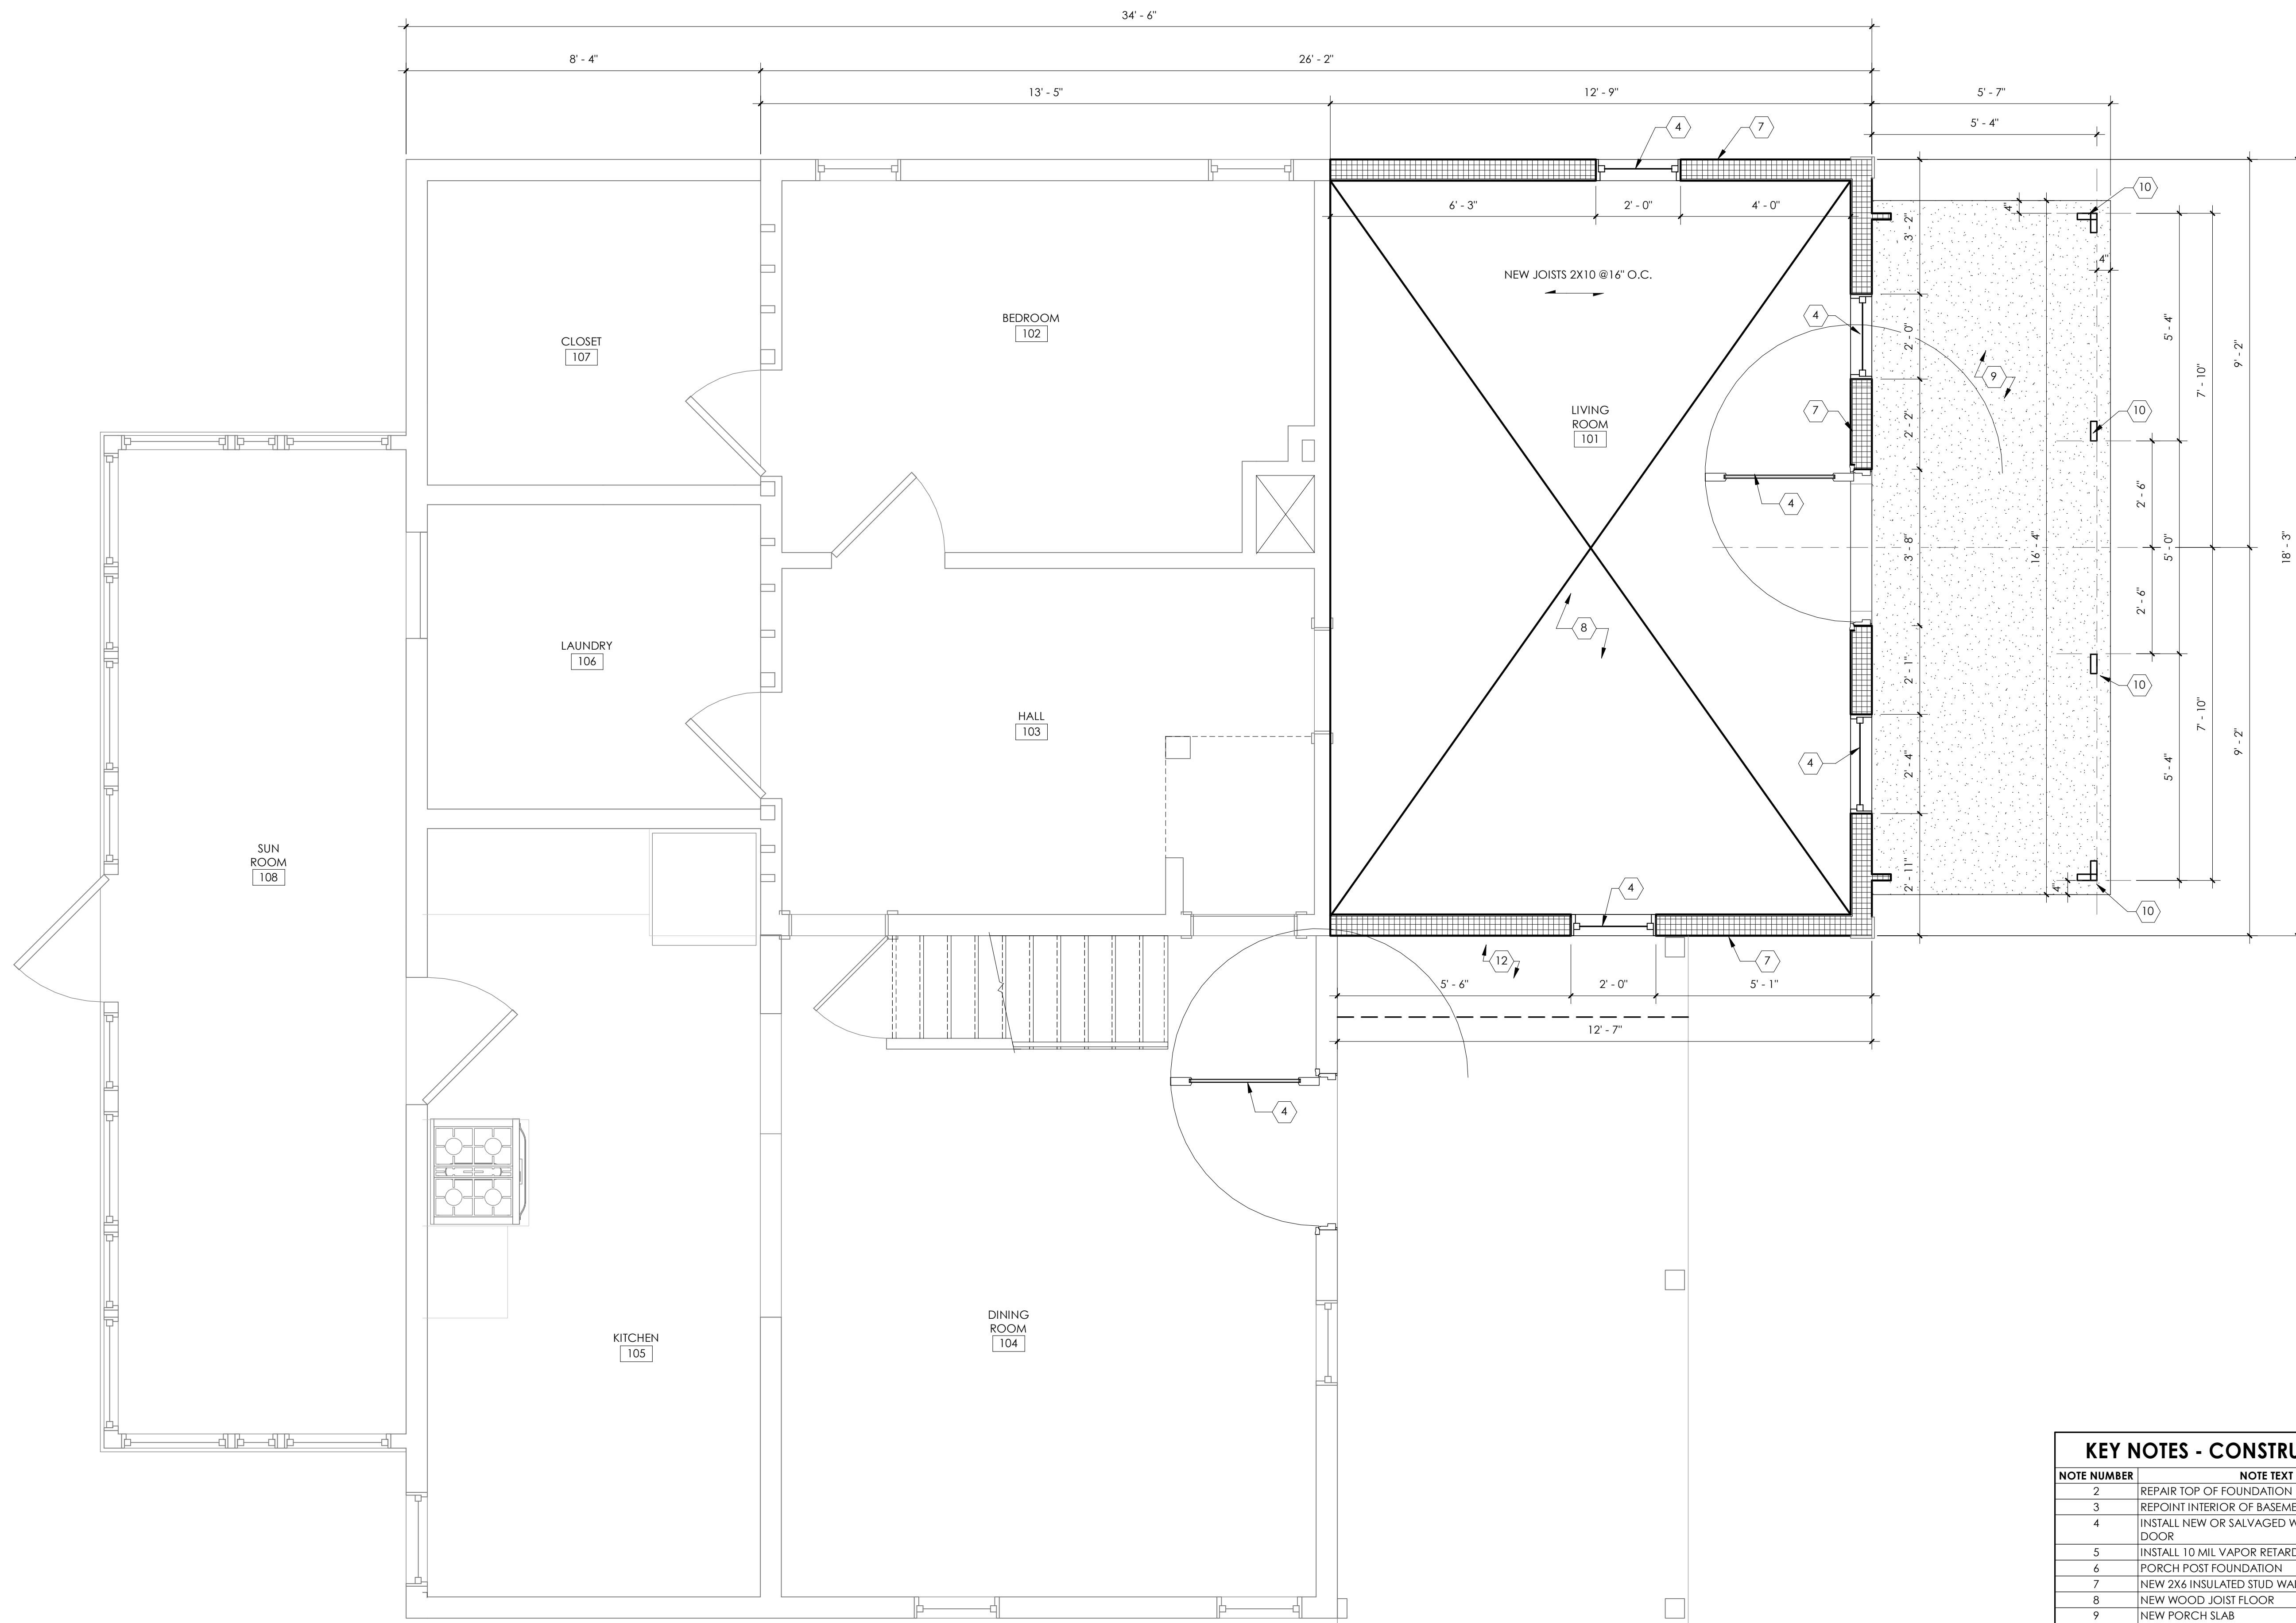 34' - 6"
8' - 4"
26' - 2"
13' - 5"
12' - 9"
5' - 7"
5' - 4"
4
7
10
6' - 3"
2' - 0"
4' - 0"
4"
3' - 2"
4"
NEW JOISTS 2X10 @16" O.C.
BEDROOM
102
CLOSET
107
4
2' - 0"
9
5' - 4"
7' - 10"
9' - 2"
LIVING
ROOM
101
7
2' - 2"
10
4
2' - 6"
3' - 8"
16' - 4"
5' - 0"
18' - 3"
2' - 6"
8
LAUNDRY
106
2' - 1"
10
HALL
103
7' - 10"
9' - 2"
4
2' - 4"
5' - 4"
SUN
ROOM
108
4
2' - 11"
4"
10
12
7
5' - 6"
2' - 0"
5' - 1"
12' - 7"
4
DINING
ROOM
104
KITCHEN
105
KEY NOTES - CONSTRU
NOTE NUMBER NOTE TEXT
2 REPAIR TOP OF FOUNDATION
3 REPOINT INTERIOR OF BASEME
4 INSTALL NEW OR SALVAGED W
DOOR
5 INSTALL 10 MIL VAPOR RETARD
6 PORCH POST FOUNDATION
7 NEW 2X6 INSULATED STUD WAL
8 NEW WOOD JOIST FLOOR
9 NEW PORCH SLAB